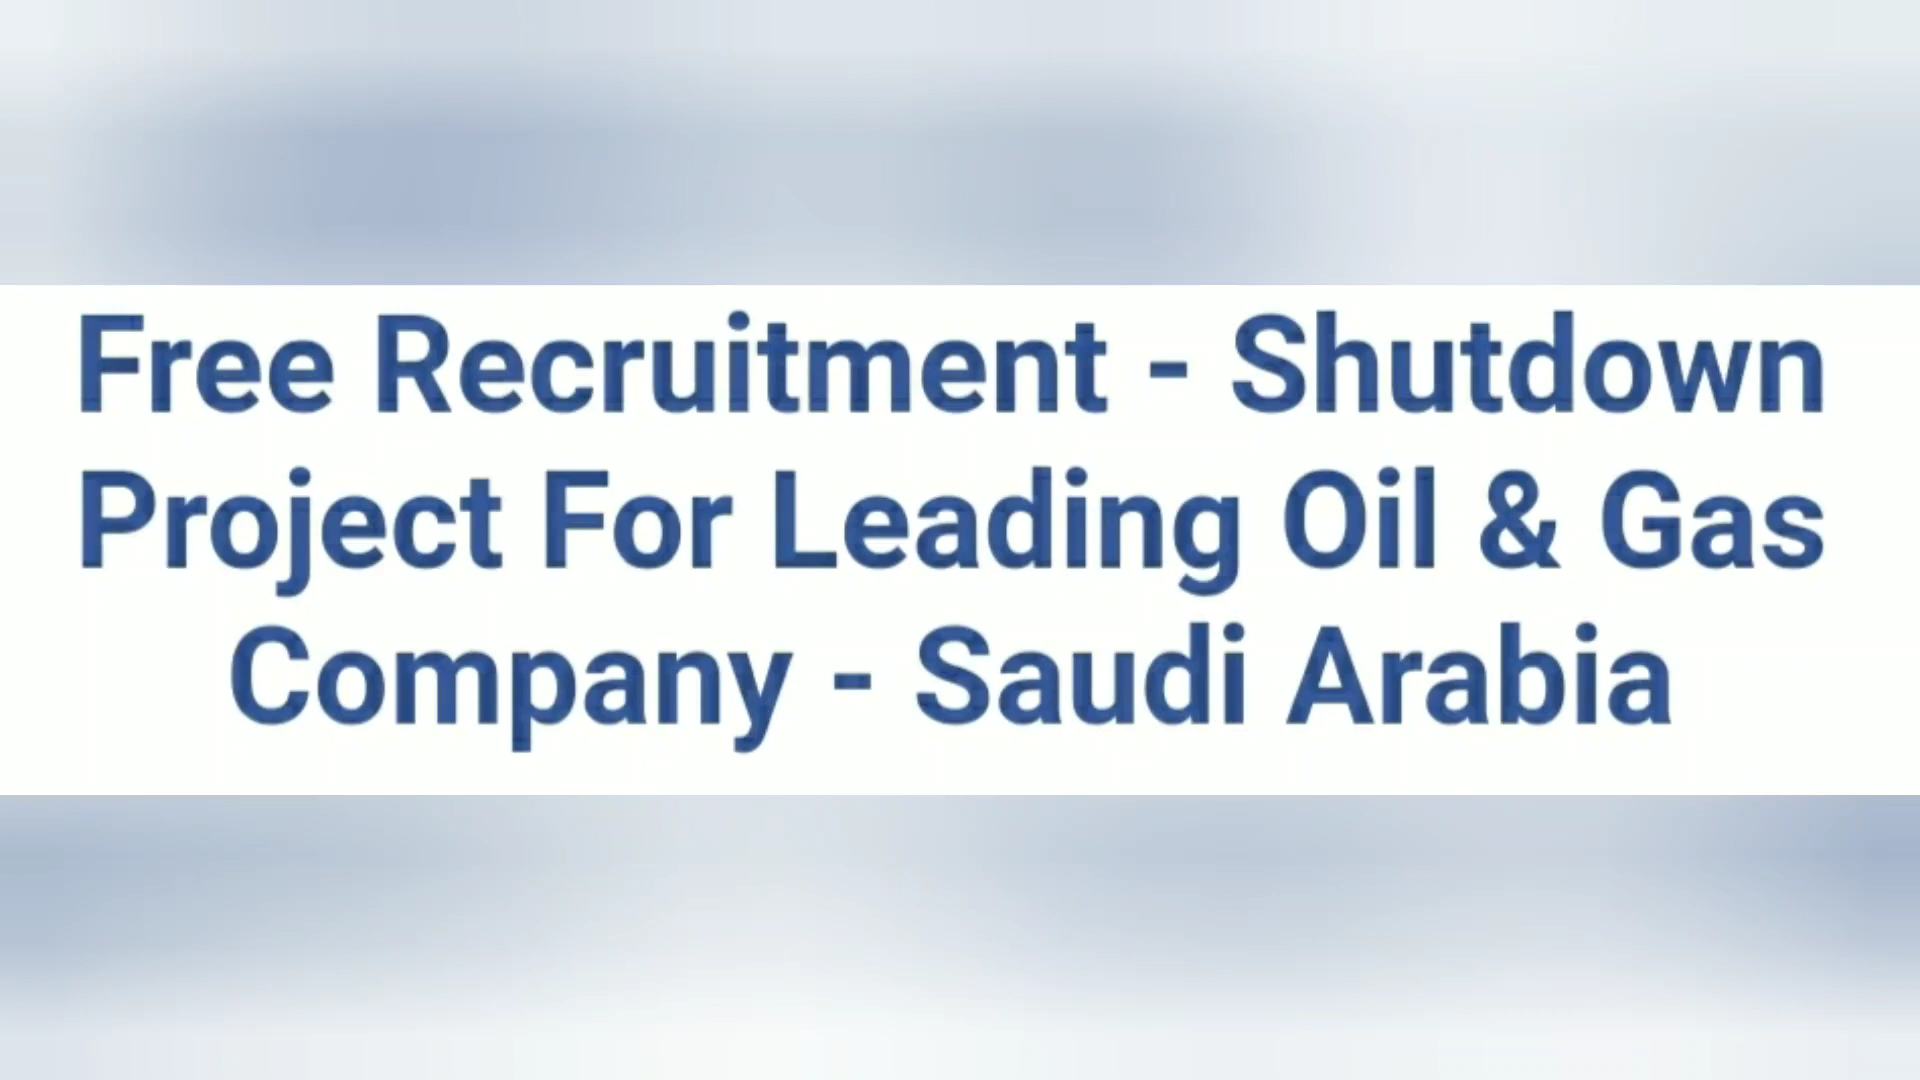 Free Recruitment - Shutdown
Project For Leading Oil & Gas
Company - Saudi Arabia